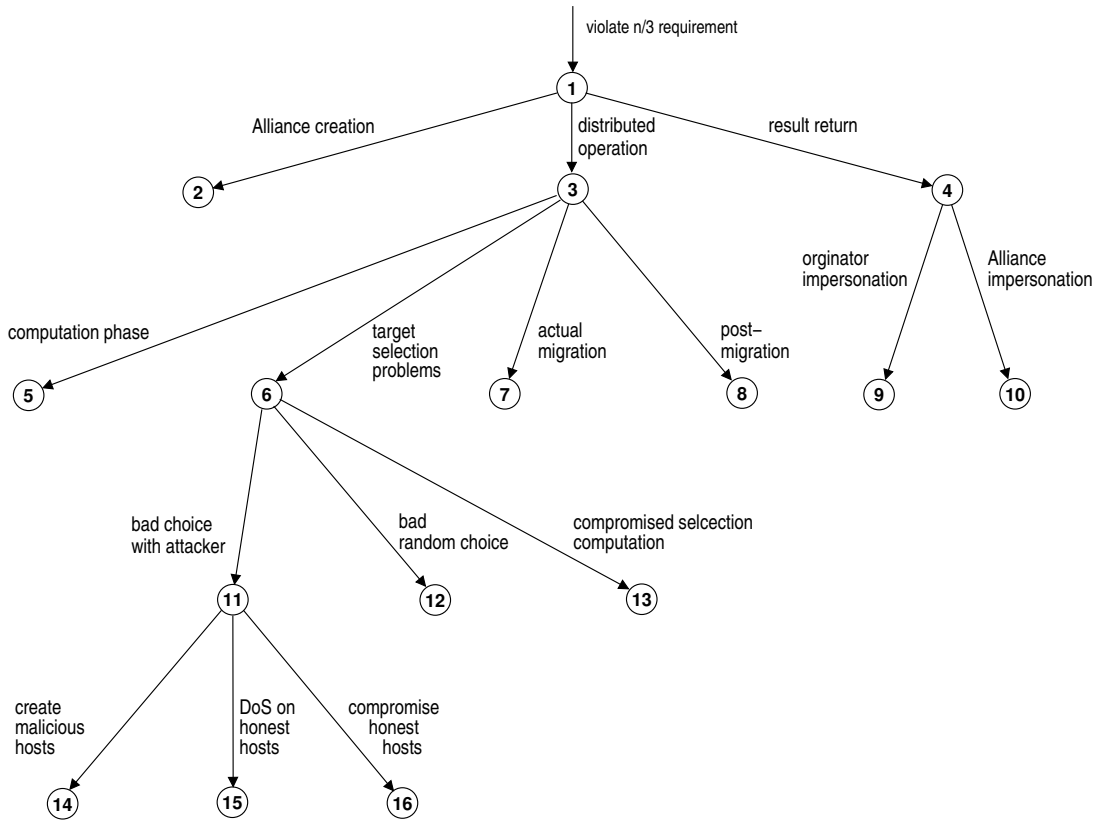 violate n/3 requirement
1
Alliance creation
distributed
operation
result return
2
3
4
orginator
impersonation
Alliance
impersonation
computation phase
target
selection
problems
actual
migration
post–
migration
5
6
7
8
9
10
bad choice
with attacker
bad
random choice
compromised selcection
computation
11
12
13
create
malicious
hosts
DoS on
honest
hosts
compromise
honest
hosts
14
15
16